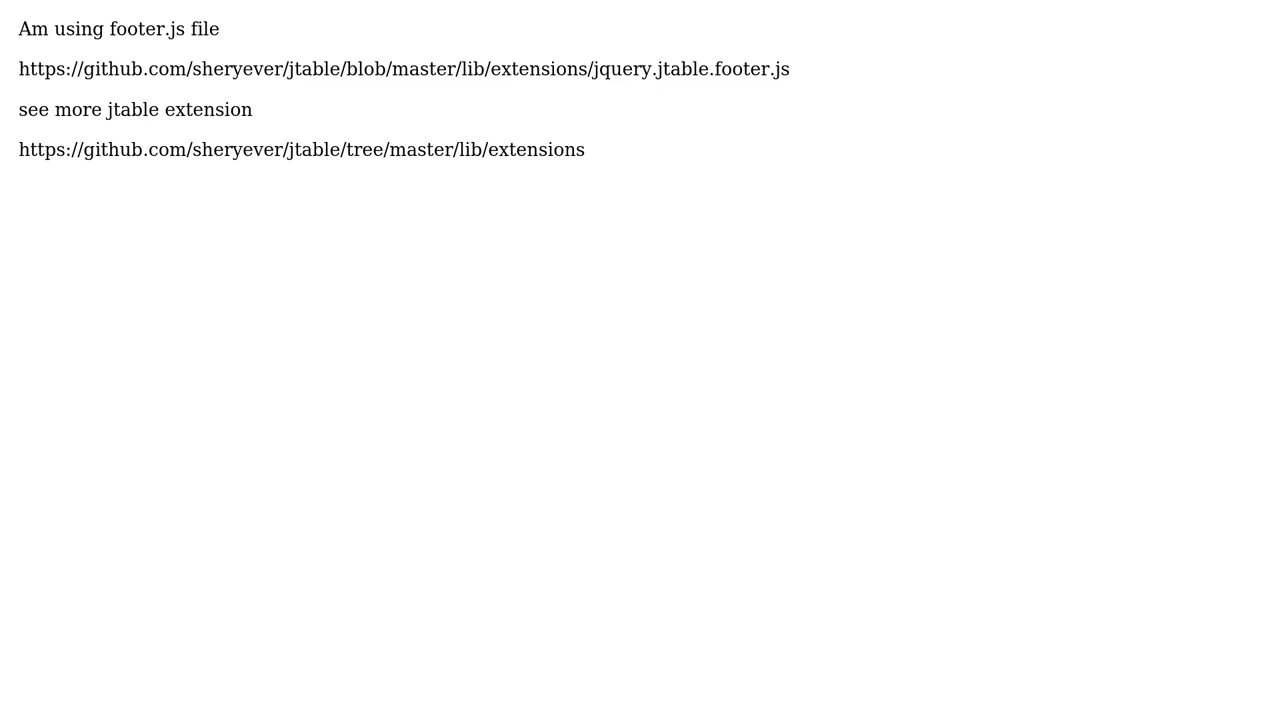 Am using footer.js file
https://github.com/sheryever/jtable/blob/master/lib/extensions/jquery.jtable.footer.js
see more jtable extension
https://github.com/sheryever/jtable/tree/master/lib/extensions